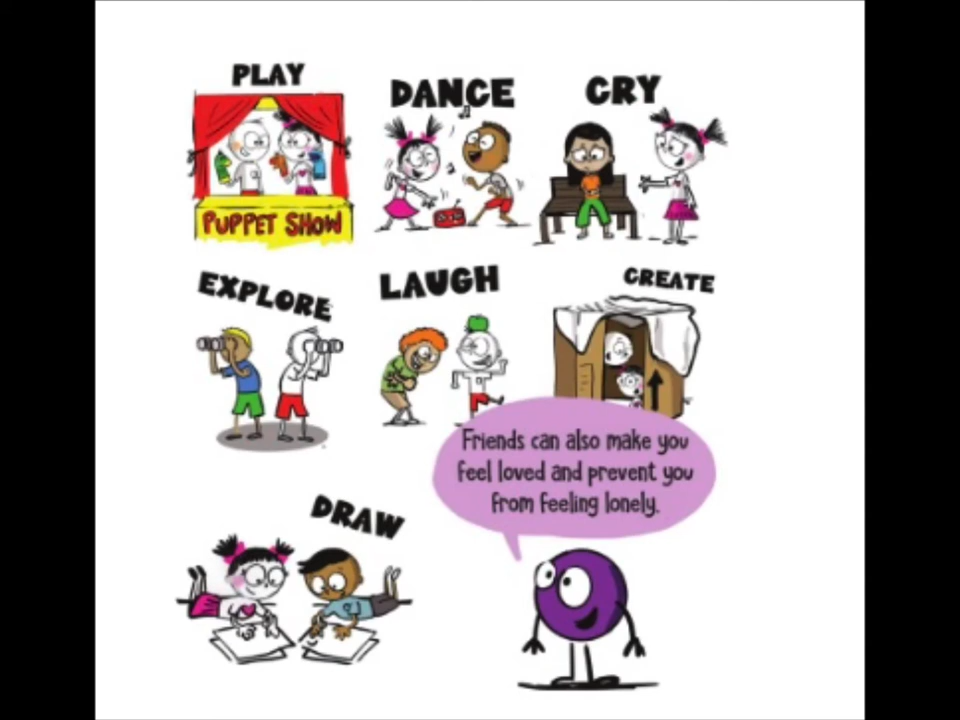 PLAY
DANCE
CRY
PUPPET SHOW
EXPLORE
LAUGH
CREATE
Friends can also make you
feel loved and prevent you
from feeling lonely.
DRAW